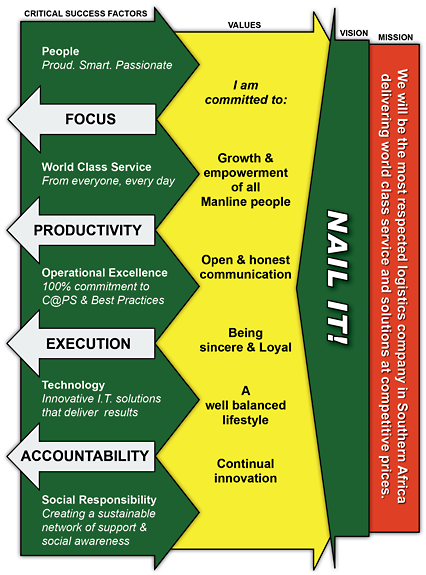 CRITICAL SUCCESS FACTORS
VALUES
VISION
MISSION
People
Proud. Smart. Passionate
FOCUS
World Class Service
From everyone, every day
PRODUCTIVITY
Operational Excellence
100% commitment to
C@PS & Best Practices
EXECUTION
Technology
Innovative I.T. solutions
that deliver results
ACCOUNTABILITY
Social Responsibility
Creating a sustainable
network of support &
social awareness
I am
committed to:
Growth &
empowerment
of all
Manline people
Open & honest
communication
Being
sincere & Loyal
A
well balanced
lifestyle
Continual
innovation
NAIL IT!
We will be the most respected logistics company in Southern Africa
delivering world class service and solutions at competitive prices.